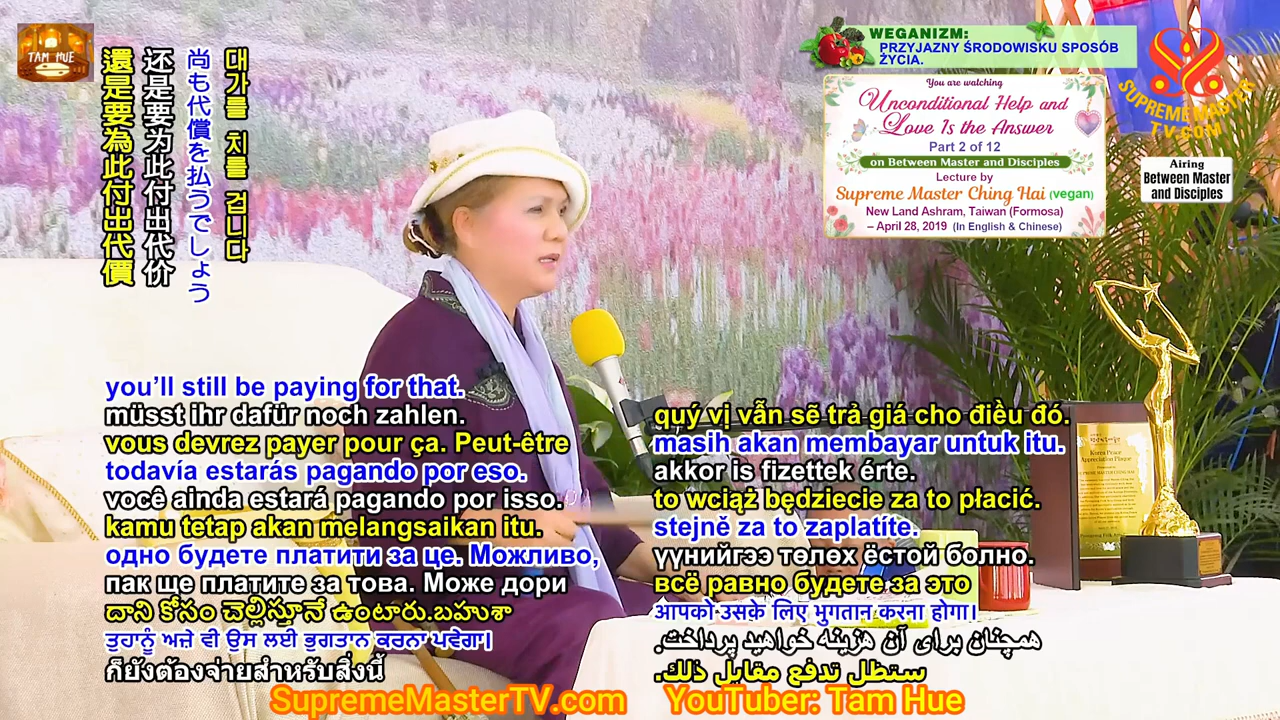 TAM HUE
還是要為此付出代價
还是要为此付出代价
尚も代償を払うでしょう
대가를 치를 겁니다
WEGANIZM:
PRZYJAZNY ŚRODOWISKU SPOSÓB
ŻYCIA.
You are watching
Unconditional Help and
Love Is the Answer
Part 2 of 12
on Between Master and Disciples
Lecture by
Supreme Master Ching Hai (vegan)
New Land Ashram, Taiwan (Formosa)
– April 28, 2019 (In English & Chinese)
SUPREME MASTER
TV.COM
Airing
Between Master
and Disciples
you’ll still be paying for that.
müsst ihr dafür noch zahlen.
vous devrez payer pour ça. Peut-être
todavía estarás pagando por eso.
você ainda estará pagando por isso.
kamu tetap akan melangsaikan itu.
одно будете платити за це. Можливо,
пак ще платите за това. Може дори
దాని కోసం చెల్లిస్తూనే ఉంటారు.బహుశా
ਤੁਹਾਨੂੰ ਅਜੇ ਵੀ ਉਸ ਲਈ ਭੁਗਤਾਨ ਕਰਨਾ ਪਵੇਗਾ।
ก็ยังต้องจ่ายสำหรับสิ่งนี้
quý vị vẫn sẽ trả giá cho điều đó.
masih akan membayar untuk itu.
akkor is fizettek érte.
to wciąż będziecie za to płacić.
stejně za to zaplatíte.
үүнийгээ төлөх ёстой болно.
всё равно будете за это
आपको उसके लिए भुगतान करना होगा।
همچنان برای آن هزینه خواهید پرداخت.
ستظل تدفع مقابل ذلك.
Korea Peace
Appreciation Plaque
SupremeMasterTV.com
YouTuber: Tam Hue